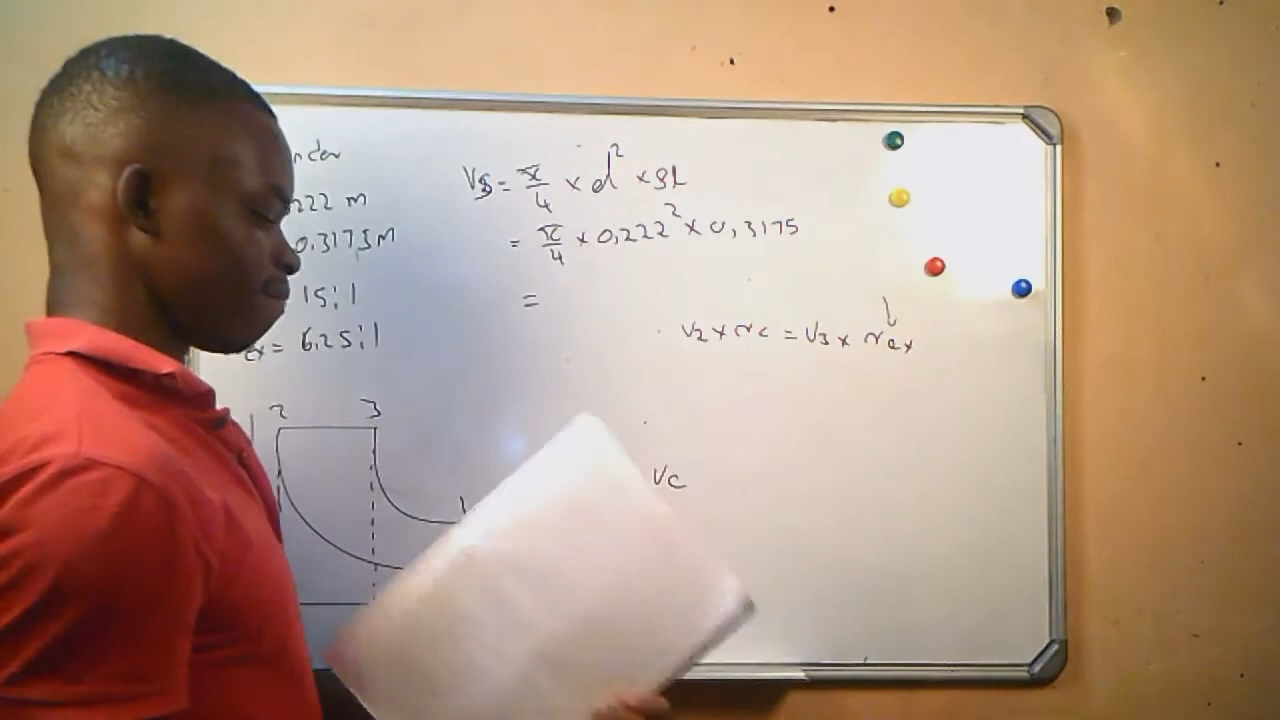 Vs = π/4 × d² × SL
222 m
= π/4 × 0,222² × 0,3175
0.3175m
15:1
=
V2 × rc = V3 × rex
ex = 6.25:1
2 3
Vc